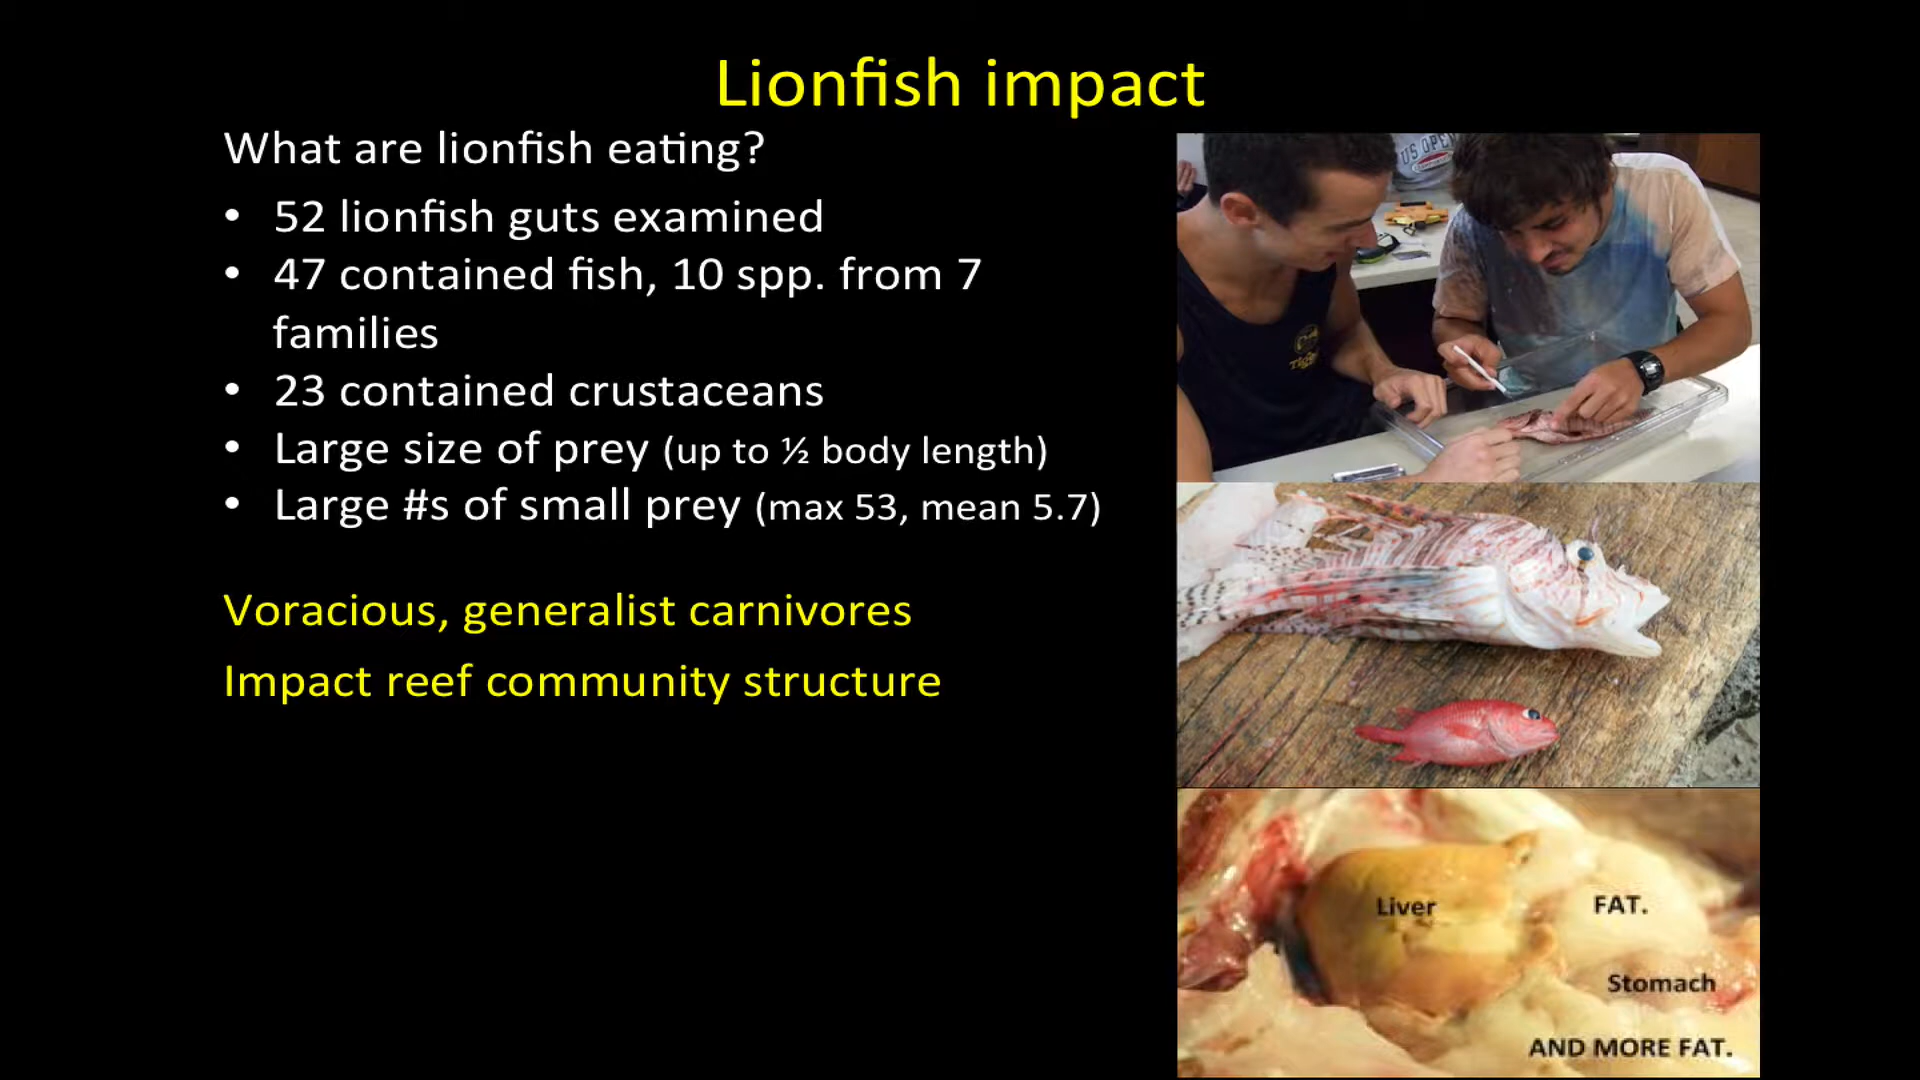 Lionfish impact
What are lionfish eating?
• 52 lionfish guts examined
• 47 contained fish, 10 spp. from 7
families
• 23 contained crustaceans
• Large size of prey (up to ½ body length)
• Large #s of small prey (max 53, mean 5.7)
Voracious, generalist carnivores
Impact reef community structure
US OPEN
Liver
FAT.
Stomach
AND MORE FAT.